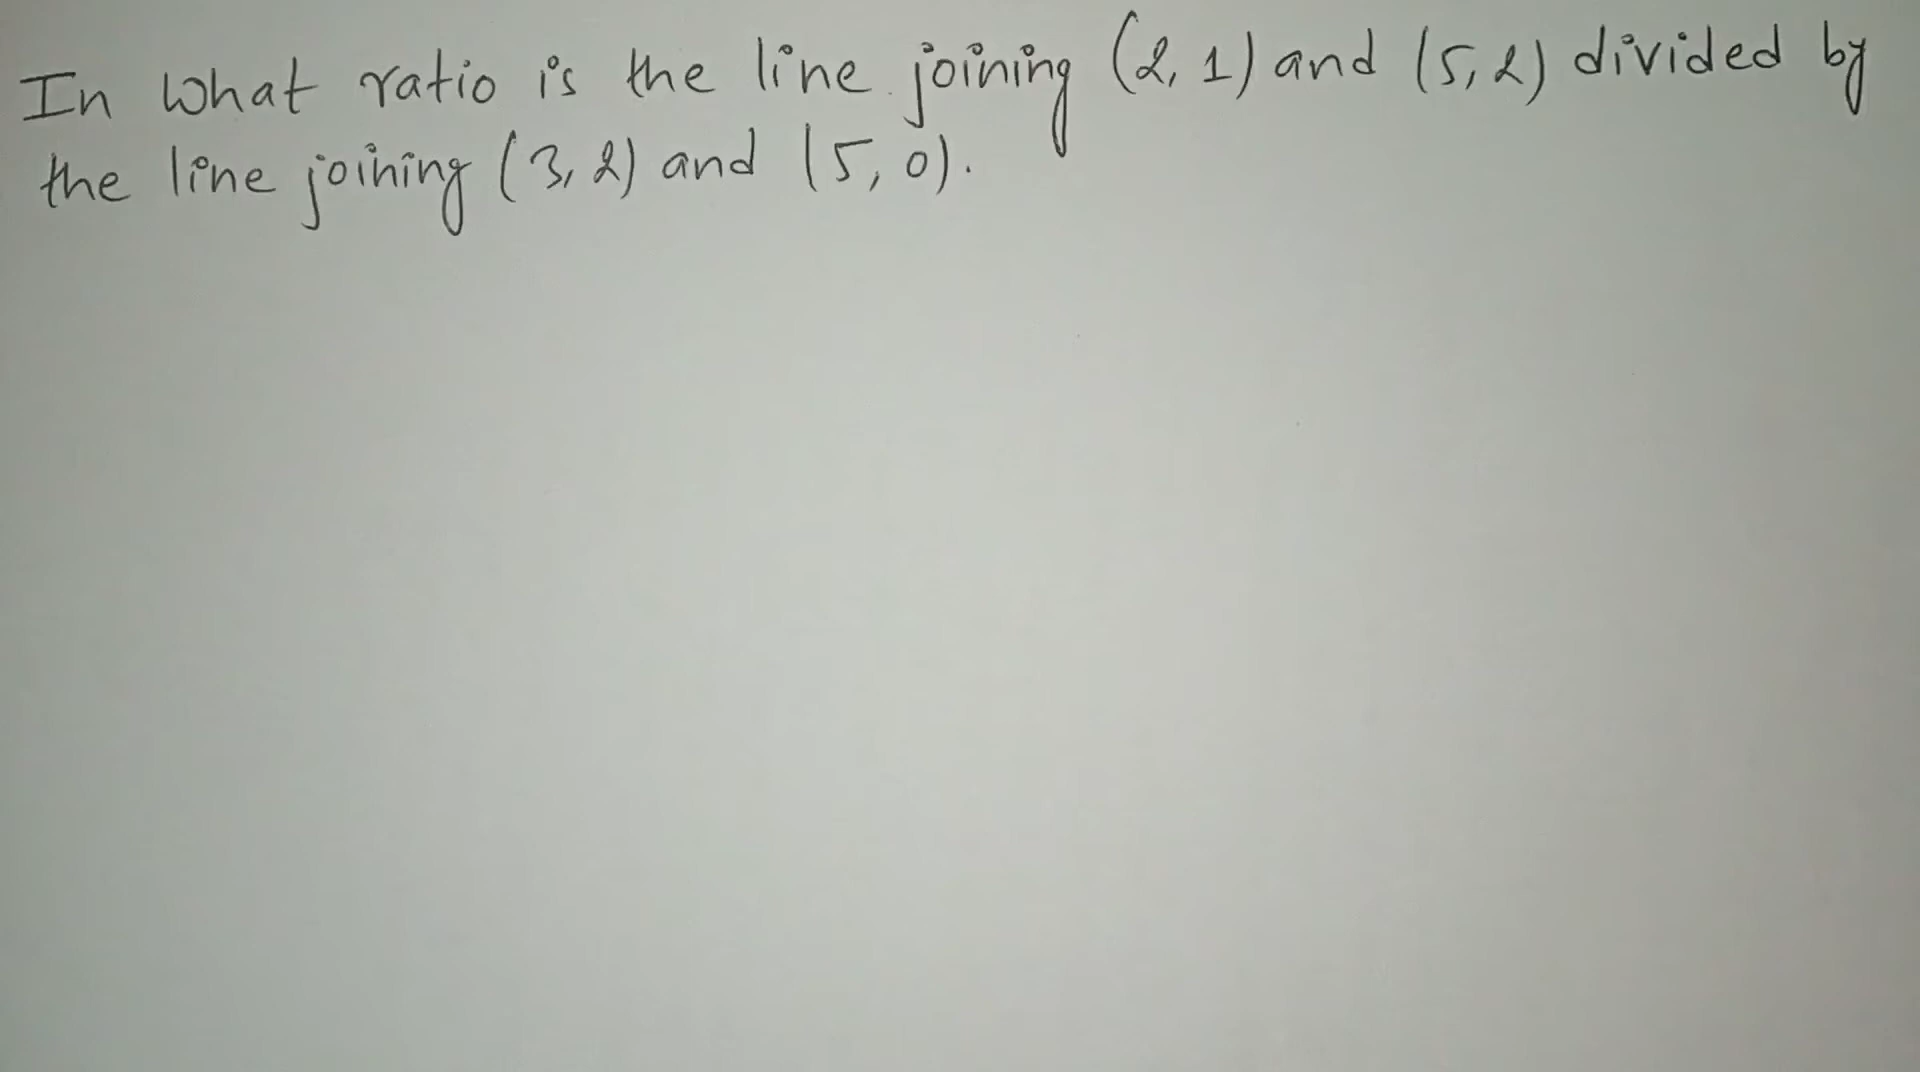 In what ratio is the line joining (2, 1) and (5, 2) divided by
the line joining (3, 2) and (5, 0).